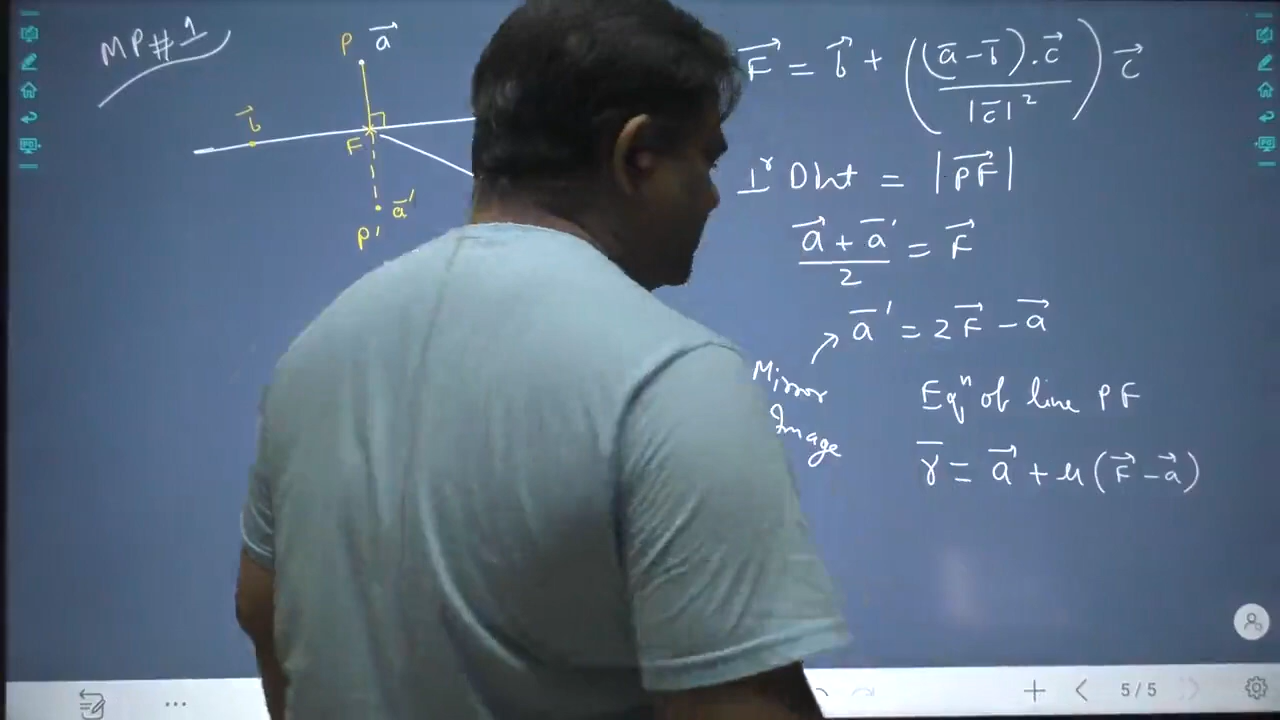 MP#1
P a⃗
b⃗
F
a̅'
P'
F⃗ = b⃗ + ( (a̅ - b̅).c⃗ / |c̅|² ) c⃗
⊥ʳ Dist = |PF⃗|
(a⃗ + a̅') / 2 = F⃗
a̅' = 2F⃗ - a⃗
Mirror
Image
Eqⁿ of line PF
r̅ = a⃗ + μ(F⃗ - a⃗)
5/5